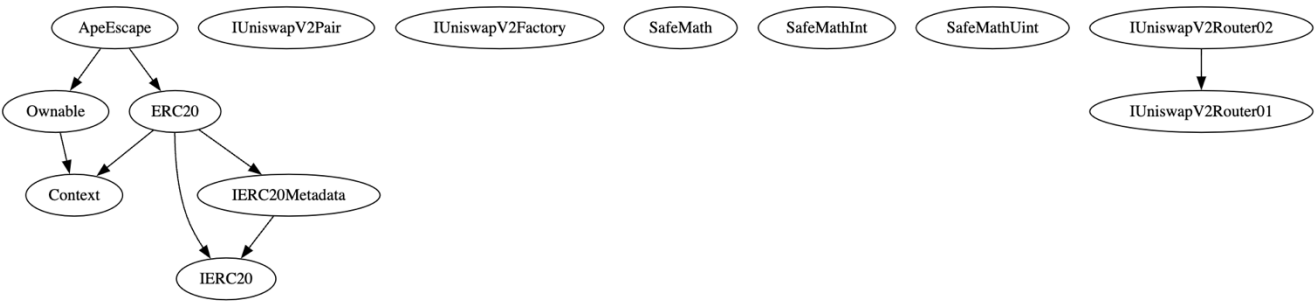 ApeEscape IUniswapV2Pair IUniswapV2Factory SafeMath SafeMathInt SafeMathUint IUniswapV2Router02
Ownable ERC20 IUniswapV2Router01
Context IERC20Metadata
IERC20